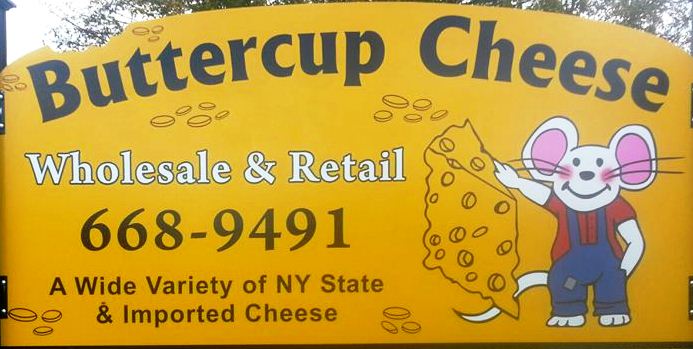 Buttercup Cheese
Wholesale & Retail
668-9491
A Wide Variety of NY State
& Imported Cheese